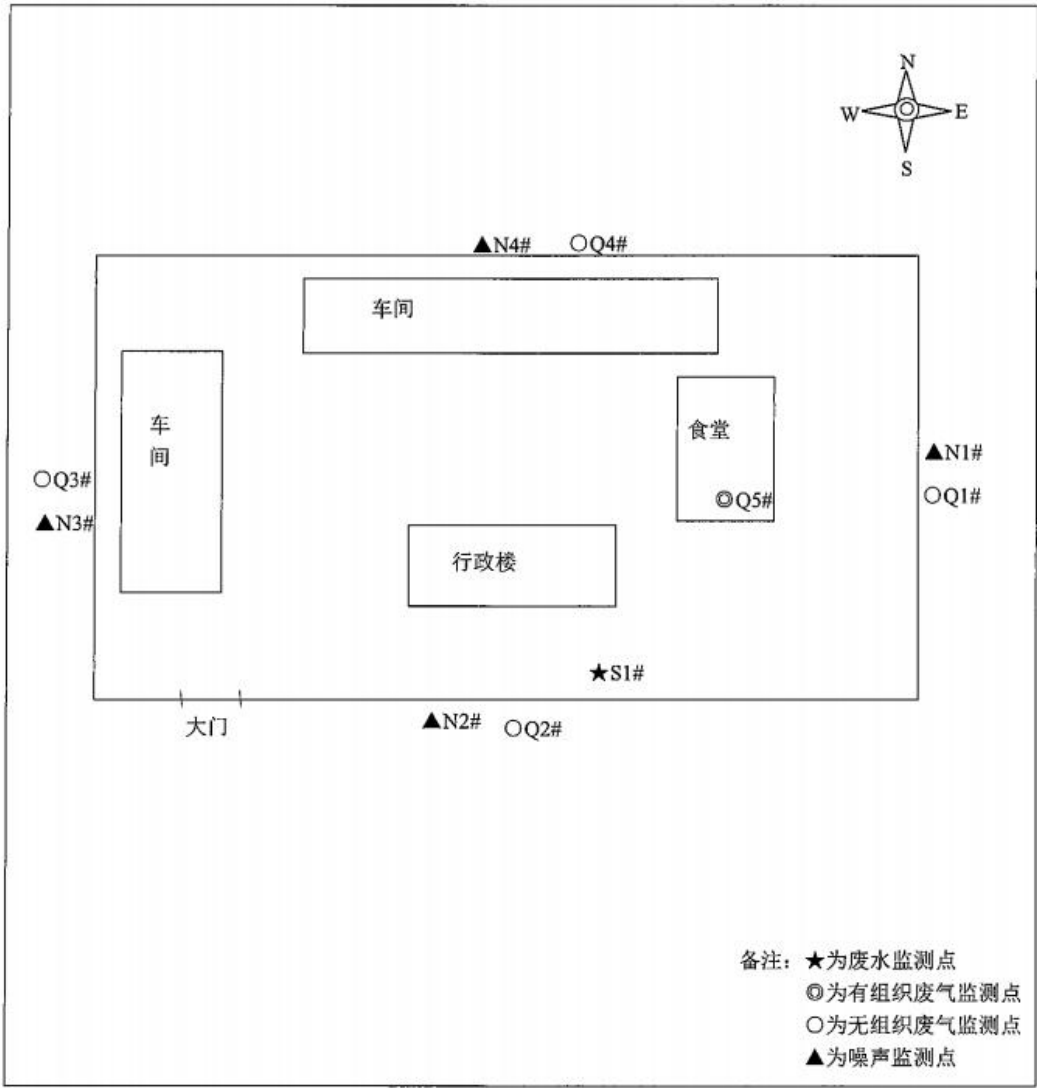 N
W
E
S
▲N4#
○Q4#
车间
车
间
食堂
▲N1#
○Q3#
○Q1#
◎Q5#
▲N3#
行政楼
★S1#
大门
▲N2#
○Q2#
备注：★为废水监测点
◎为有组织废气监测点
○为无组织废气监测点
▲为噪声监测点